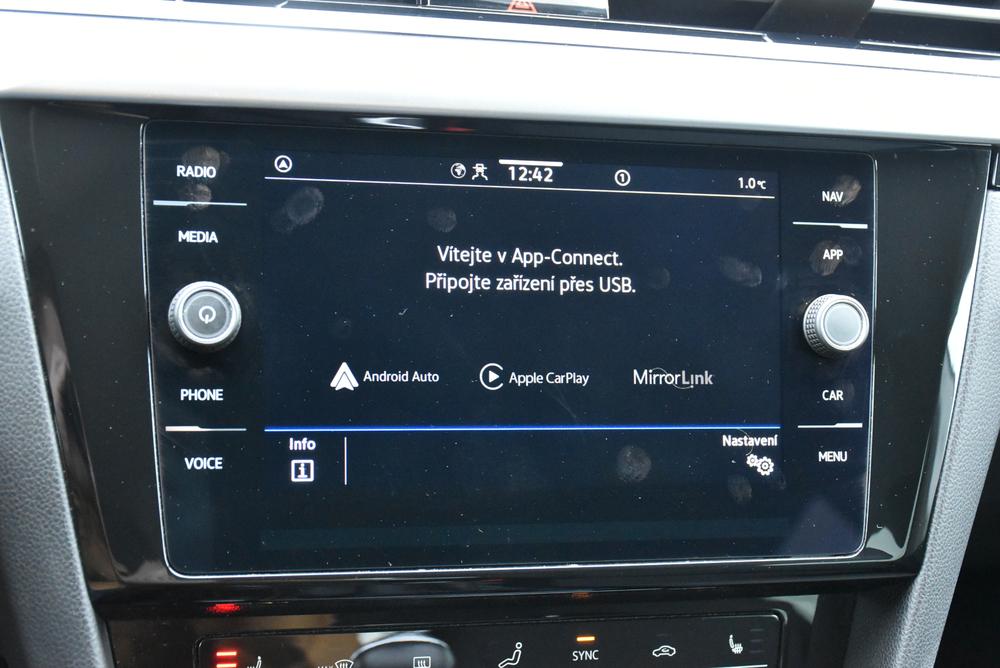 RADIO
MEDIA
PHONE
VOICE
12:42
1
1.0°C
Vítejte v App-Connect.
Připojte zařízení přes USB.
Android Auto
Apple CarPlay
MirrorLink
Info
i
Nastavení
NAV
APP
CAR
MENU
SYNC